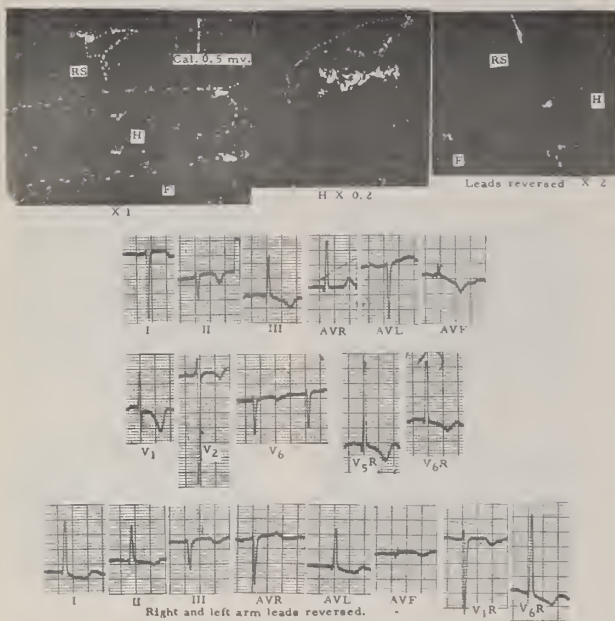 RS
Cal. 0.5 mv.
RS
H
H
F
F
X 1
H X 0.2
Leads reversed X 2
I II III AVR AVL AVF
V1 V2 V6 V5R V6R
I II III AVR AVL AVF V1R V6R
Right and left arm leads reversed.